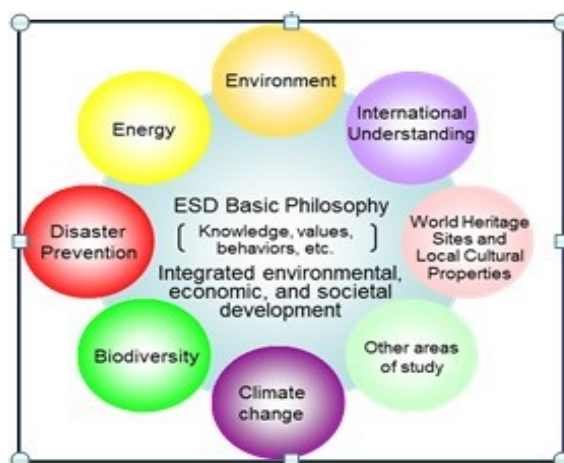 Environment
International
Understanding
Energy
ESD Basic Philosophy
Knowledge, values,
behaviors, etc.
Integrated environmental,
economic, and societal
development
World Heritage
Sites and
Local Cultural
Properties
Disaster
Prevention
Other areas
of study
Biodiversity
Climate
change